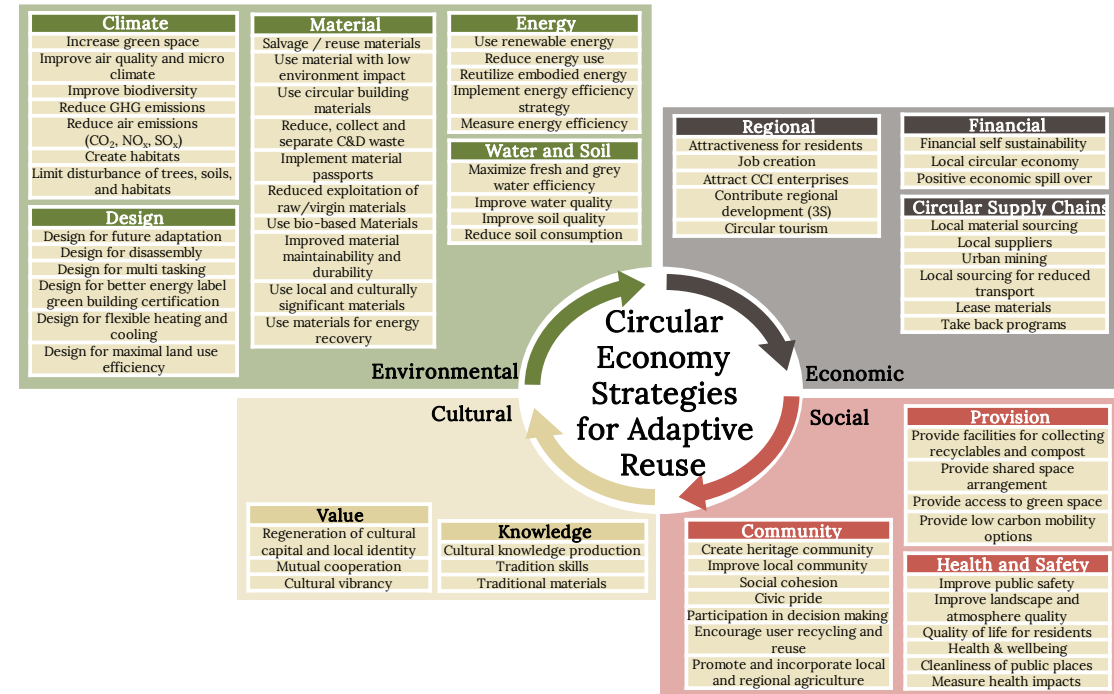 Climate
Increase green space
Improve air quality and micro
climate
Improve biodiversity
Reduce GHG emissions
Reduce air emissions
(CO₂, NOₓ, SOₓ)
Create habitats
Limit disturbance of trees, soils,
and habitats
Design
Design for future adaptation
Design for disassembly
Design for multi tasking
Design for better energy label
green building certification
Design for flexible heating and
cooling
Design for maximal land use
efficiency
Material
Salvage / reuse materials
Use material with low
environment impact
Use circular building
materials
Reduce, collect and
separate C&D waste
Implement material
passports
Reduced exploitation of
raw/virgin materials
Use bio-based Materials
Improved material
maintainability and
durability
Use local and culturally
significant materials
Use materials for energy
recovery
Energy
Use renewable energy
Reduce energy use
Reutilize embodied energy
Implement energy efficiency
strategy
Measure energy efficiency
Water and Soil
Maximize fresh and grey
water efficiency
Improve water quality
Improve soil quality
Reduce soil consumption
Environmental
Regional
Attractiveness for residents
Job creation
Attract CCI enterprises
Contribute regional
development (3S)
Circular tourism
Financial
Financial self sustainability
Local circular economy
Positive economic spill over
Circular Supply Chains
Local material sourcing
Local suppliers
Urban mining
Local sourcing for reduced
transport
Lease materials
Take back programs
Economic
Circular
Economy
Strategies
for Adaptive
Reuse
Cultural
Value
Regeneration of cultural
capital and local identity
Mutual cooperation
Cultural vibrancy
Knowledge
Cultural knowledge production
Tradition skills
Traditional materials
Social
Community
Create heritage community
Improve local community
Social cohesion
Civic pride
Participation in decision making
Encourage user recycling and
reuse
Promote and incorporate local
and regional agriculture
Provision
Provide facilities for collecting
recyclables and compost
Provide shared space
arrangement
Provide access to green space
Provide low carbon mobility
options
Health and Safety
Improve public safety
Improve landscape and
atmosphere quality
Quality of life for residents
Health & wellbeing
Cleanliness of public places
Measure health impacts